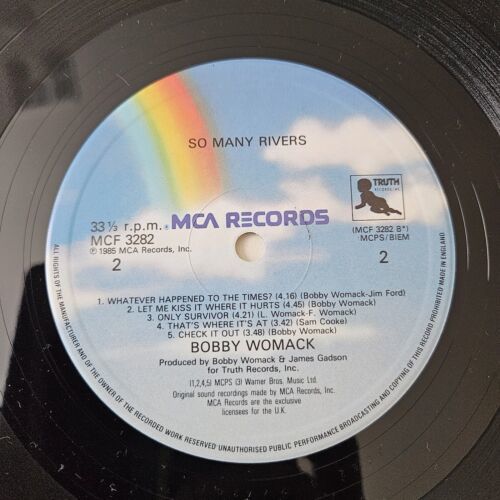 SO MANY RIVERS
TRUTH
RECORDS, INC.
33⅓ r.p.m.
MCA RECORDS
MCF 3282
℗ 1985 MCA Records, Inc.
2
(MCF 3282 B*)
MCPS/BIEM
2
1. WHATEVER HAPPENED TO THE TIMES? (4.16) (Bobby Womack-Jim Ford)
2. LET ME KISS IT WHERE IT HURTS (4.45) (Bobby Womack)
3. ONLY SURVIVOR (4.21) (L. Womack-F. Womack)
4. THAT'S WHERE IT'S AT (3.42) (Sam Cooke)
5. CHECK IT OUT (3.48) (Bobby Womack)
BOBBY WOMACK
Produced by Bobby Womack & James Gadson
for Truth Records, Inc.
(1,2,4,5) MCPS (3) Warner Bros. Music Ltd.
Original sound recordings made by MCA Records, Inc.
MCA Records are the exclusive
licensees for the U.K.
ALL RIGHTS OF THE MANUFACTURER AND OF THE OWNER OF THE RECORDED WORK RESERVED UNAUTHORISED PUBLIC PERFORMANCE BROADCASTING AND COPYING OF THIS RECORD PROHIBITED MADE IN ENGLAND